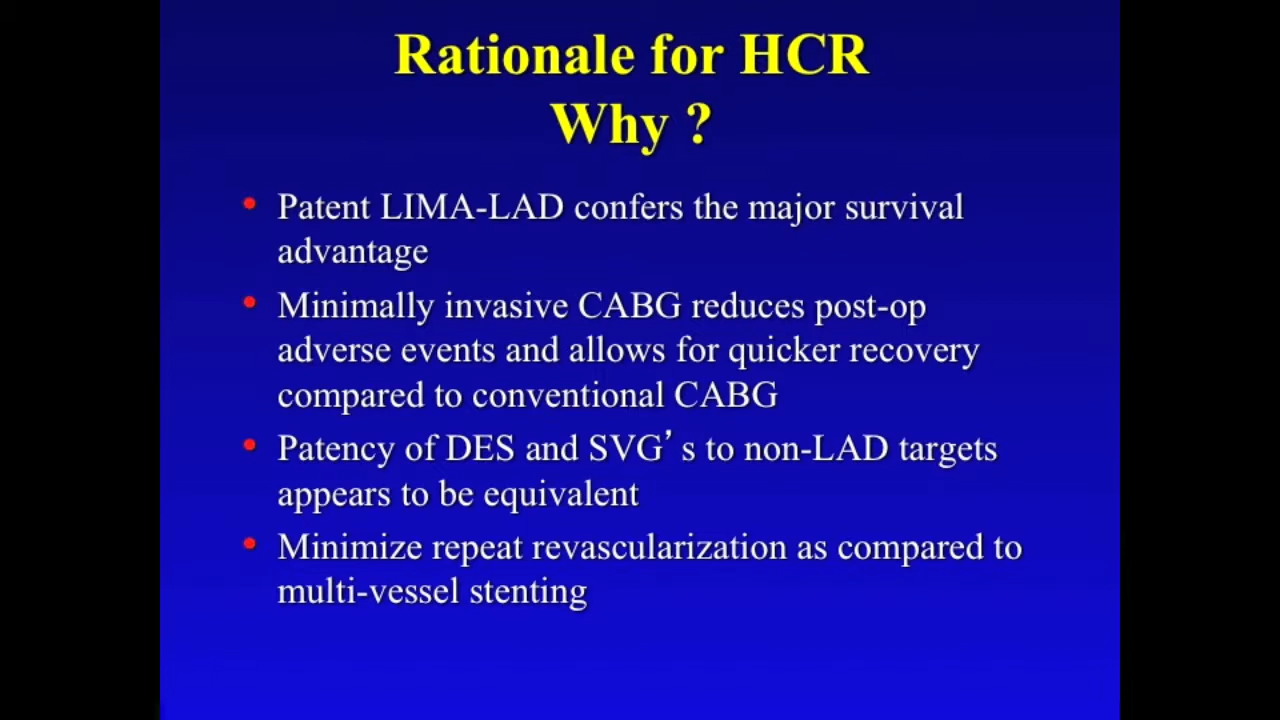 Rationale for HCR
Why ?
• Patent LIMA-LAD confers the major survival
advantage
• Minimally invasive CABG reduces post-op
adverse events and allows for quicker recovery
compared to conventional CABG
• Patency of DES and SVG’ s to non-LAD targets
appears to be equivalent
• Minimize repeat revascularization as compared to
multi-vessel stenting